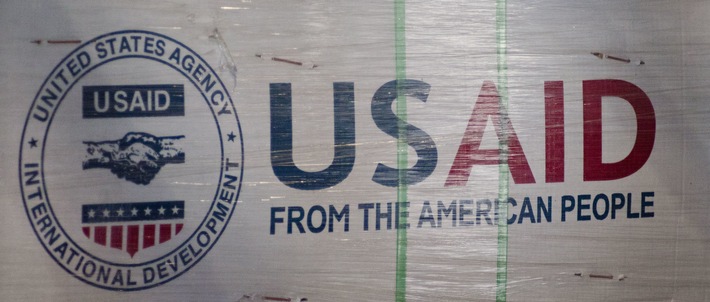 UNITED STATES AGENCY
USAID
INTERNATIONAL DEVELOPMENT
USAID
FROM THE AMERICAN PEOPLE